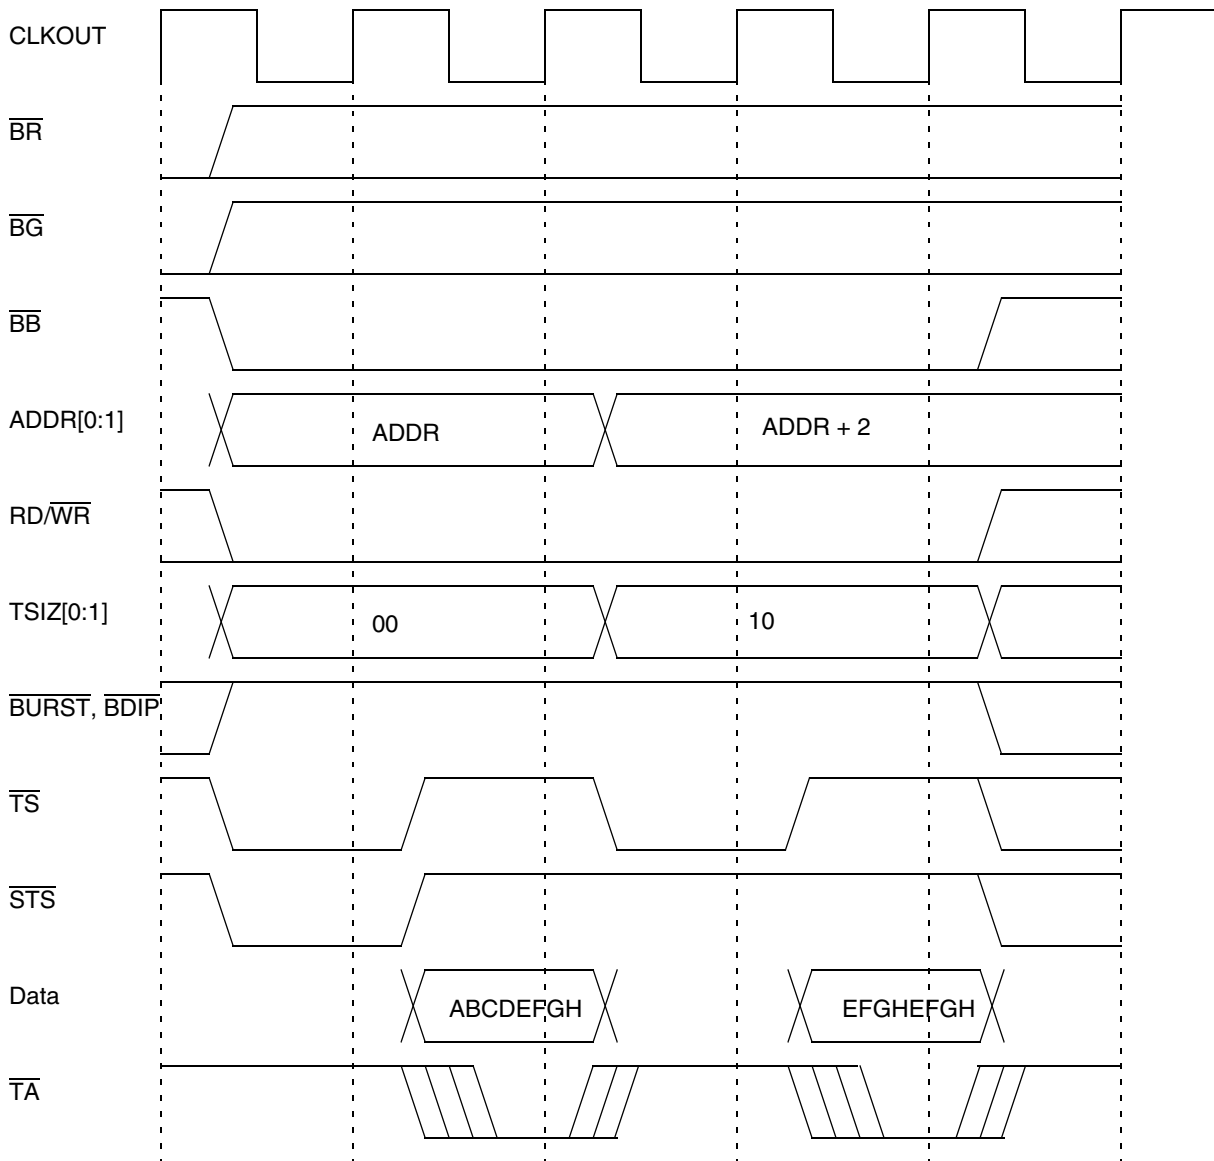 CLKOUT
BR
BG
BB
ADDR[0:1]
ADDR
ADDR + 2
RD/WR
TSIZ[0:1]
00
10
BURST, BDIP
TS
STS
Data
ABCDEFGH
EFGHEFGH
TA